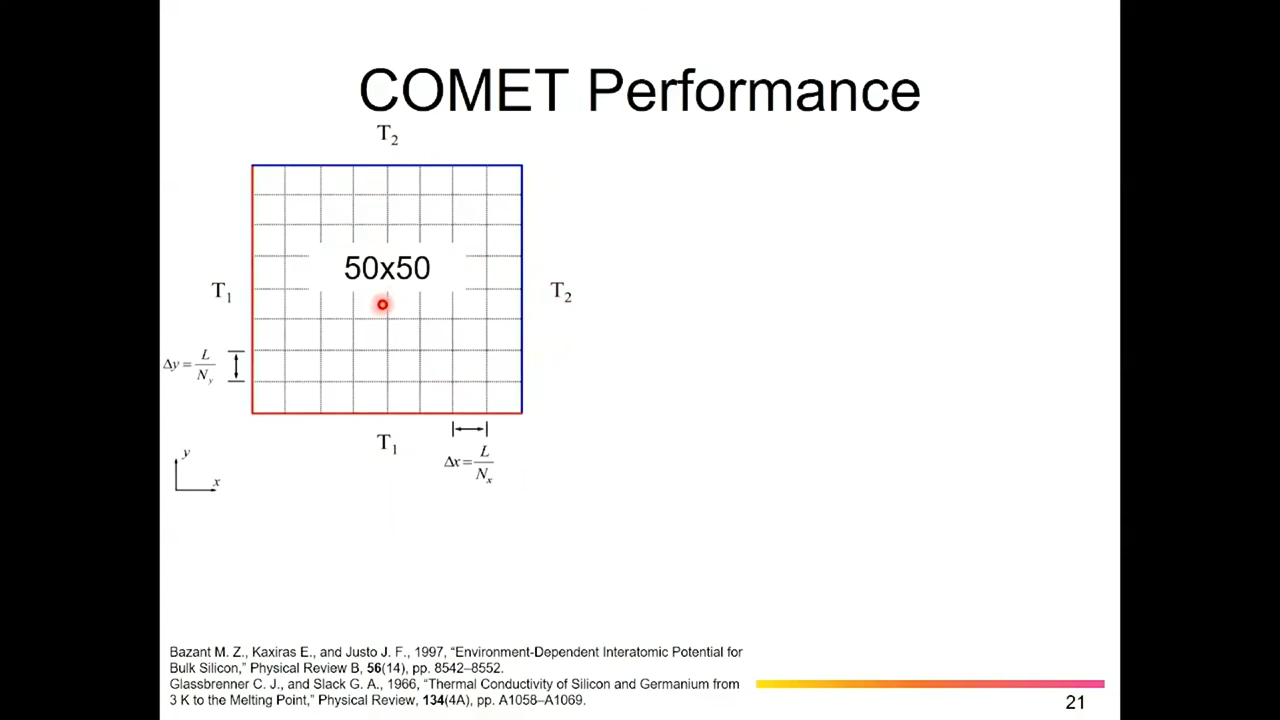 COMET Performance
T2
50x50
T1
T2
Δy = L / Ny
T1
Δx = L / Nx
y
x
Bazant M. Z., Kaxiras E., and Justo J. F., 1997, “Environment-Dependent Interatomic Potential for
Bulk Silicon,” Physical Review B, 56(14), pp. 8542–8552.
Glassbrenner C. J., and Slack G. A., 1966, “Thermal Conductivity of Silicon and Germanium from
3 K to the Melting Point,” Physical Review, 134(4A), pp. A1058–A1069.
21